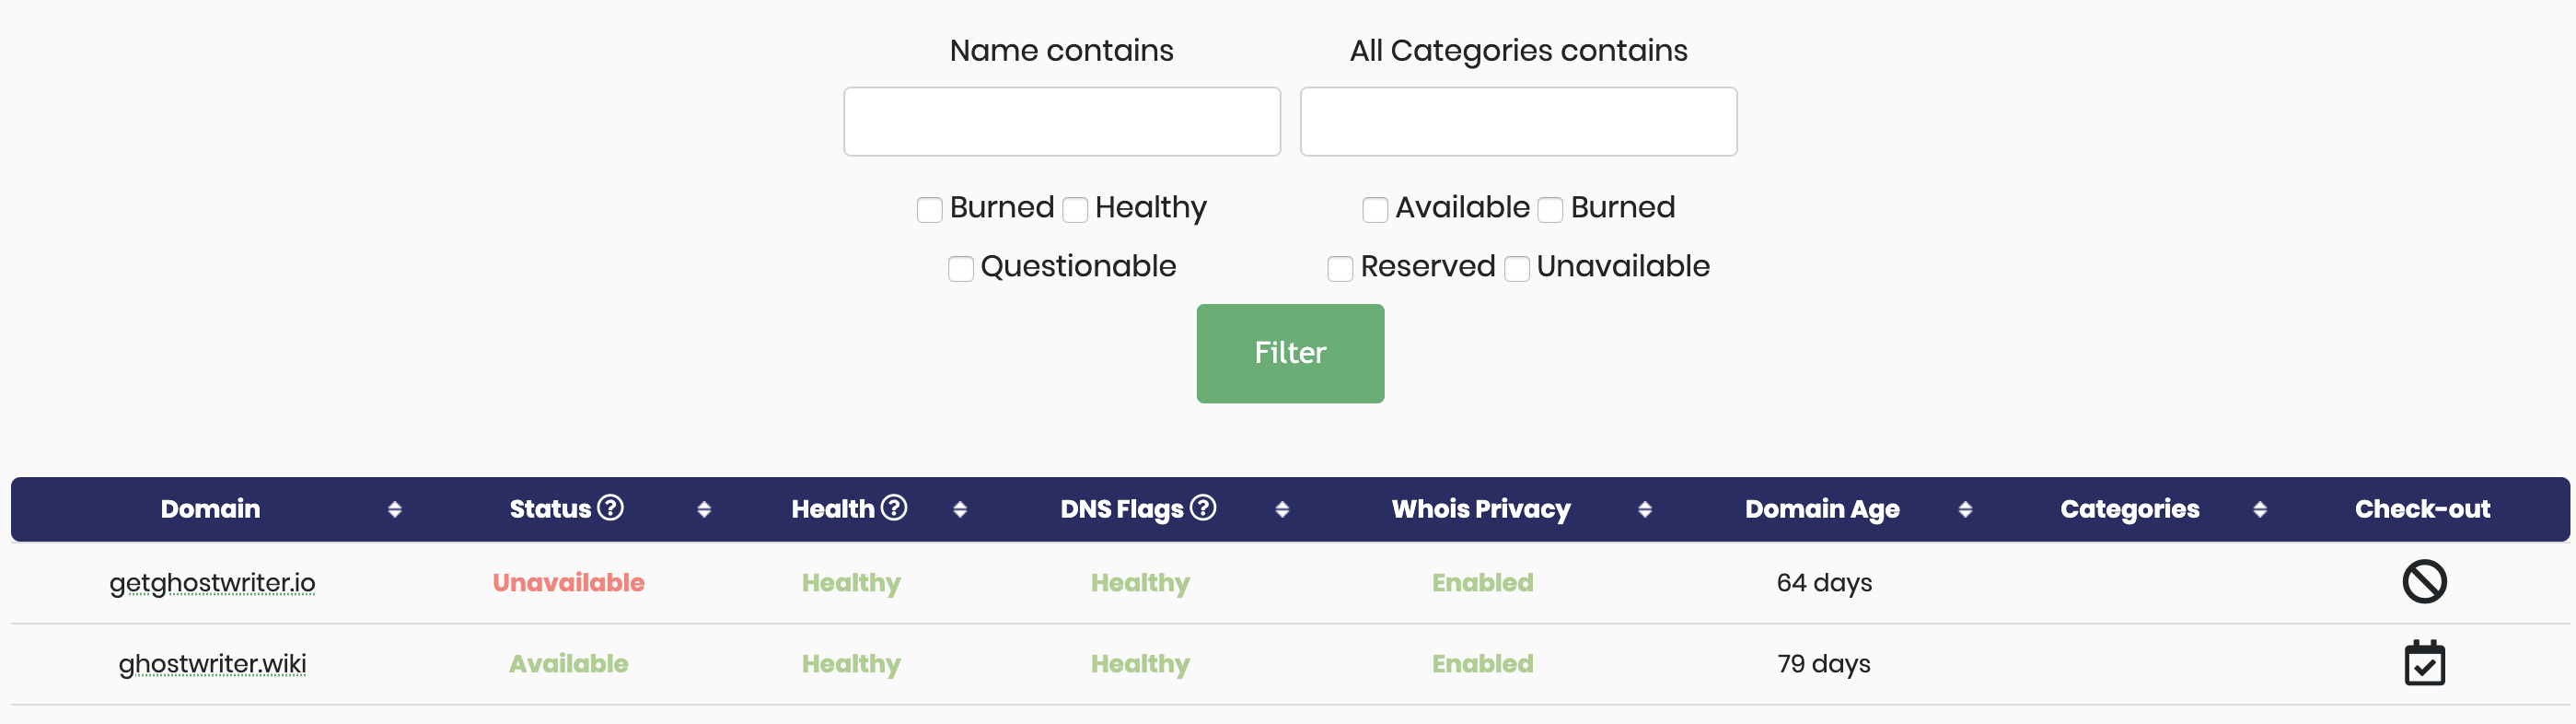 Name contains All Categories contains
Burned Healthy Available Burned
Questionable Reserved Unavailable
Filter
Domain Status ? Health ? DNS Flags ? Whois Privacy Domain Age Categories Check-out
getghostwriter.io Unavailable Healthy Healthy Enabled 64 days
ghostwriter.wiki Available Healthy Healthy Enabled 79 days